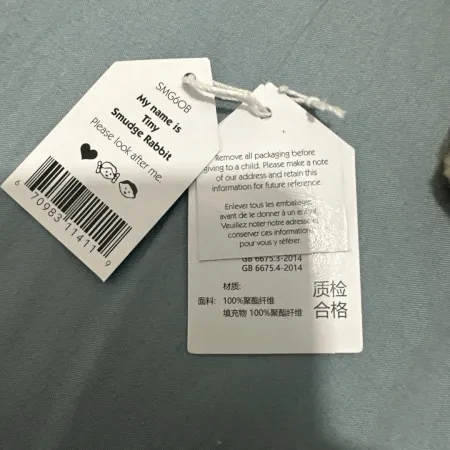 SMG6OB
My name is
Tiny
Smudge Rabbit
Please look after me.
6 70983 11411 9
Remove all packaging before
giving to a child. Please make a note
of our address and retain this
information for future reference.
Enlever tous les emballages
avant de le donner à un enfant.
Veuillez noter notre adresse et
conserver ces informations
pour vous y référer.
GB 6675.3-2014
GB 6675.4-2014
材质:
面料: 100%聚酯纤维
填充物 100%聚酯纤维
质检
合格